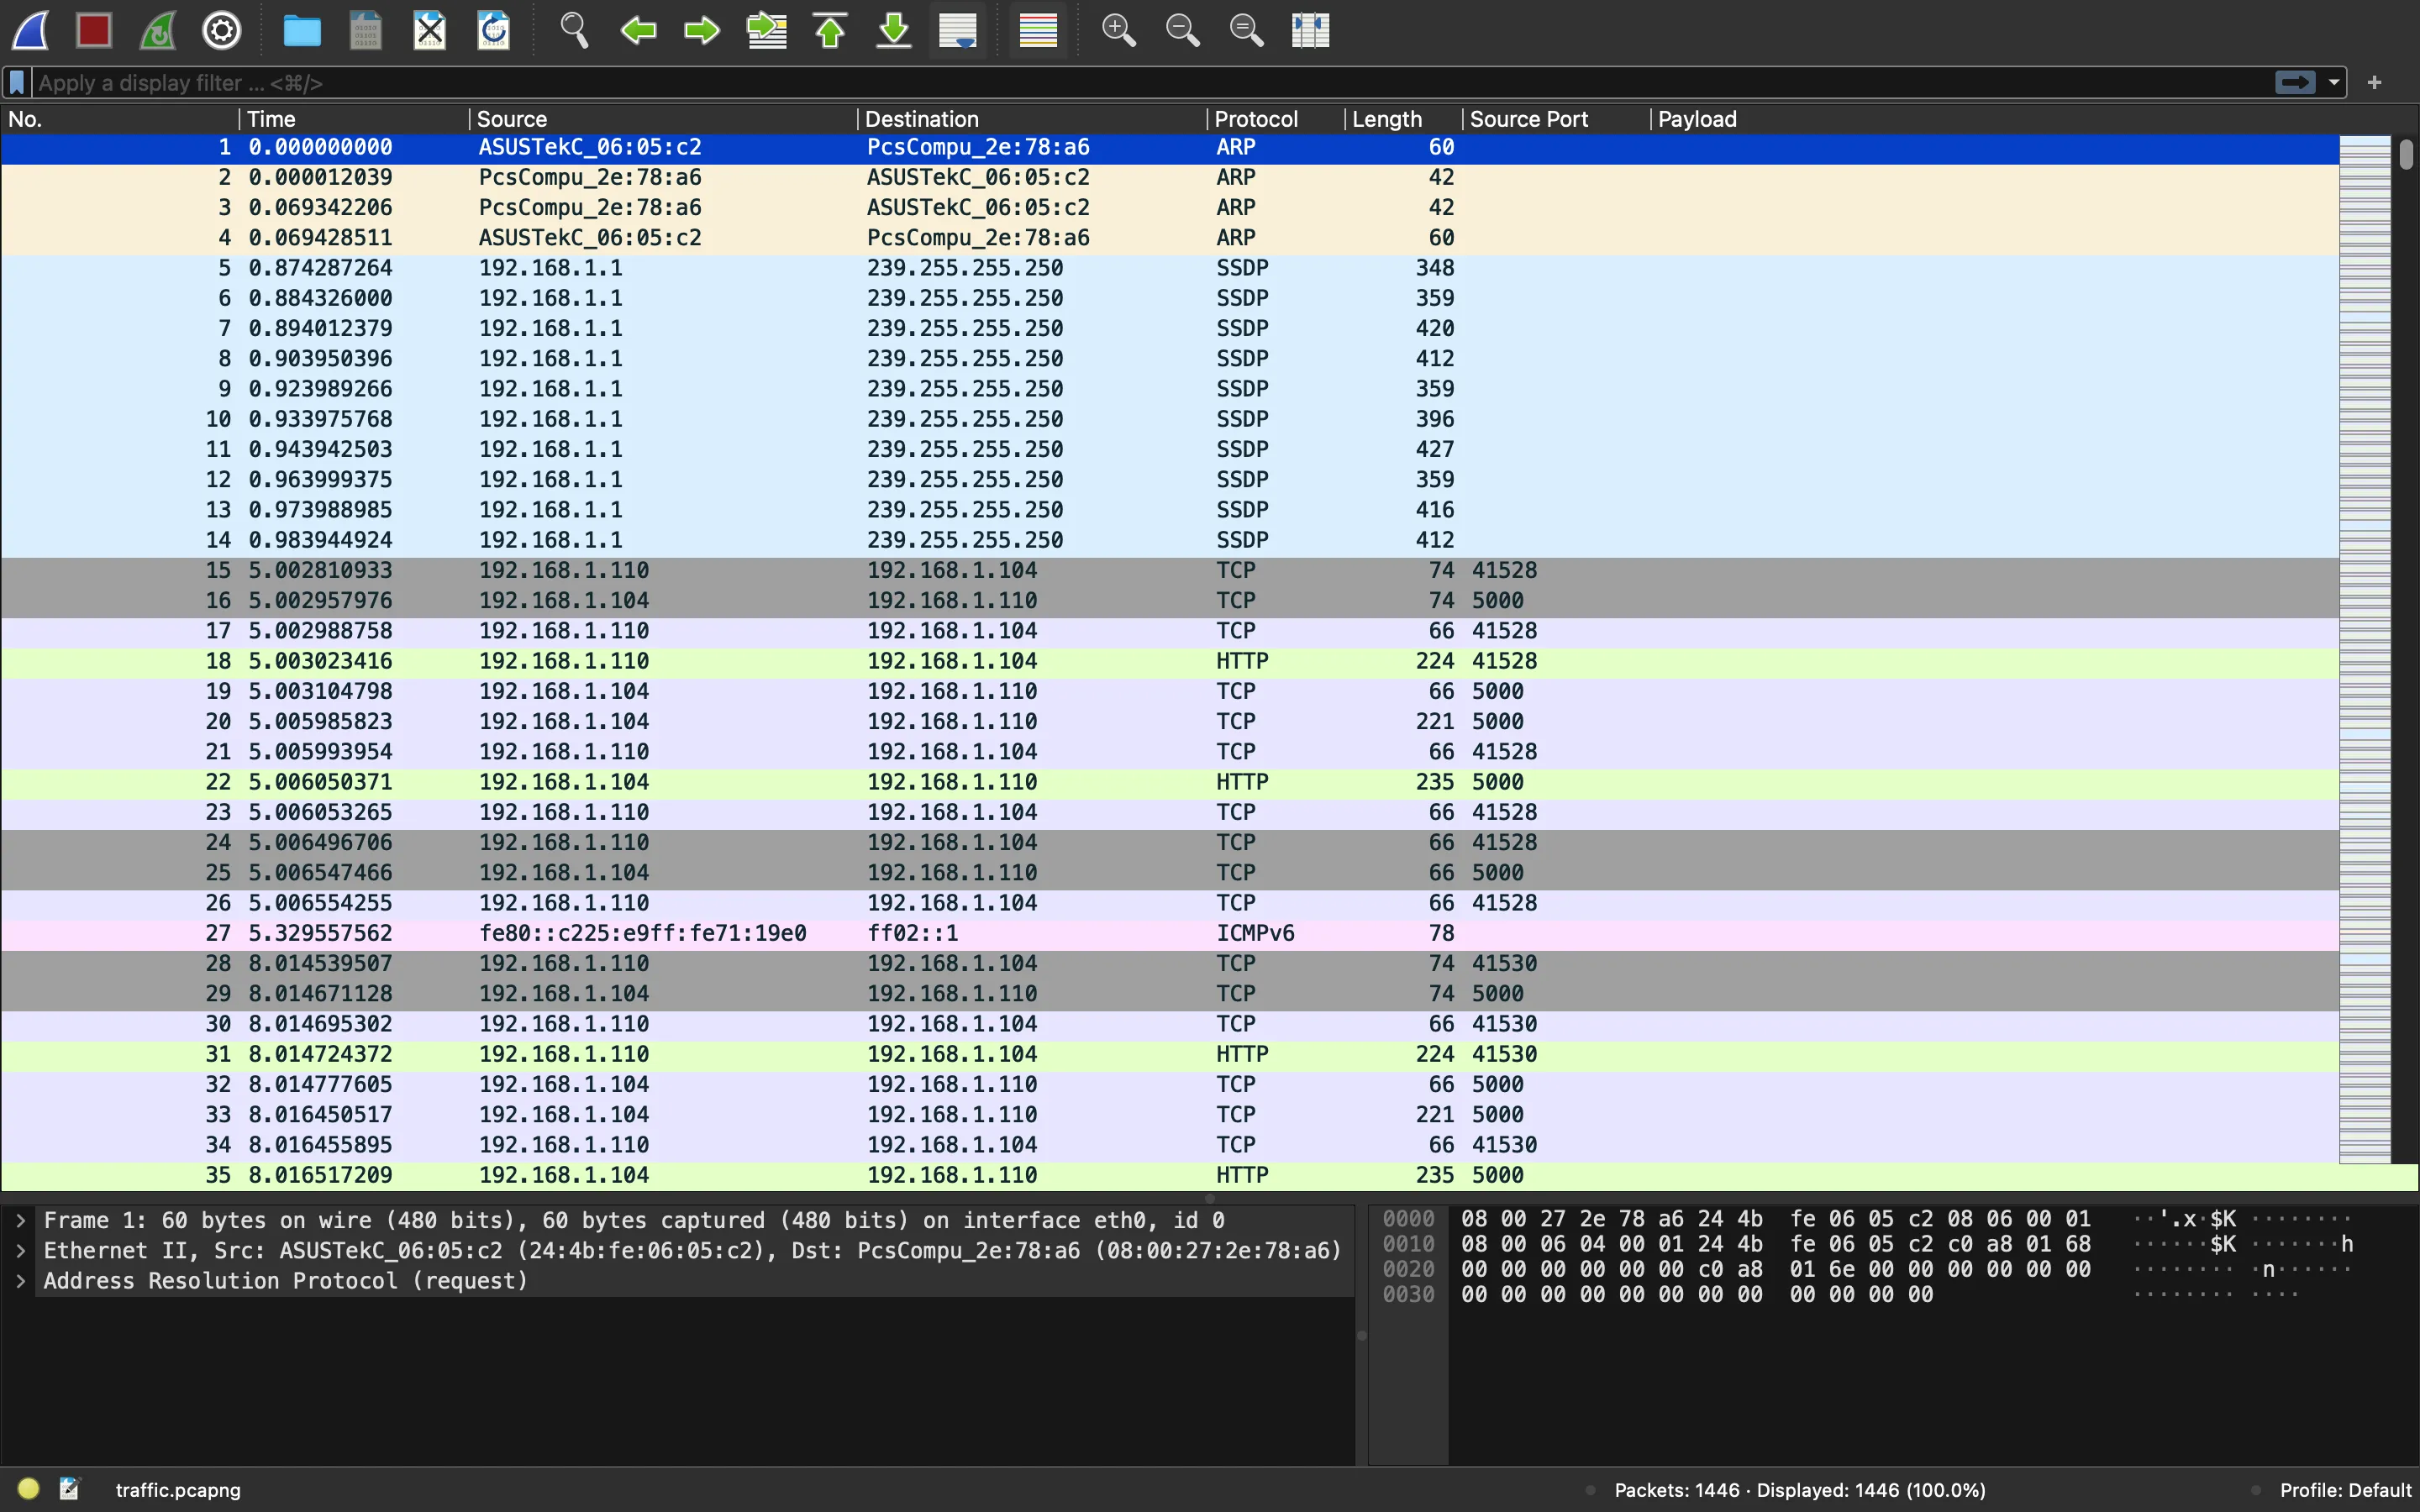 Apply a display filter ... <⌘/>
No. Time Source Destination Protocol Length Source Port Payload
1 0.000000000 ASUSTekC_06:05:c2 PcsCompu_2e:78:a6 ARP 60
2 0.000012039 PcsCompu_2e:78:a6 ASUSTekC_06:05:c2 ARP 42
3 0.069342206 PcsCompu_2e:78:a6 ASUSTekC_06:05:c2 ARP 42
4 0.069428511 ASUSTekC_06:05:c2 PcsCompu_2e:78:a6 ARP 60
5 0.874287264 192.168.1.1 239.255.255.250 SSDP 348
6 0.884326000 192.168.1.1 239.255.255.250 SSDP 359
7 0.894012379 192.168.1.1 239.255.255.250 SSDP 420
8 0.903950396 192.168.1.1 239.255.255.250 SSDP 412
9 0.923989266 192.168.1.1 239.255.255.250 SSDP 359
10 0.933975768 192.168.1.1 239.255.255.250 SSDP 396
11 0.943942503 192.168.1.1 239.255.255.250 SSDP 427
12 0.963999375 192.168.1.1 239.255.255.250 SSDP 359
13 0.973988985 192.168.1.1 239.255.255.250 SSDP 416
14 0.983944924 192.168.1.1 239.255.255.250 SSDP 412
15 5.002810933 192.168.1.110 192.168.1.104 TCP 74 41528
16 5.002957976 192.168.1.104 192.168.1.110 TCP 74 5000
17 5.002988758 192.168.1.110 192.168.1.104 TCP 66 41528
18 5.003023416 192.168.1.110 192.168.1.104 HTTP 224 41528
19 5.003104798 192.168.1.104 192.168.1.110 TCP 66 5000
20 5.005985823 192.168.1.104 192.168.1.110 TCP 221 5000
21 5.005993954 192.168.1.110 192.168.1.104 TCP 66 41528
22 5.006050371 192.168.1.104 192.168.1.110 HTTP 235 5000
23 5.006053265 192.168.1.110 192.168.1.104 TCP 66 41528
24 5.006496706 192.168.1.110 192.168.1.104 TCP 66 41528
25 5.006547466 192.168.1.104 192.168.1.110 TCP 66 5000
26 5.006554255 192.168.1.110 192.168.1.104 TCP 66 41528
27 5.329557562 fe80::c225:e9ff:fe71:19e0 ff02::1 ICMPv6 78
28 8.014539507 192.168.1.110 192.168.1.104 TCP 74 41530
29 8.014671128 192.168.1.104 192.168.1.110 TCP 74 5000
30 8.014695302 192.168.1.110 192.168.1.104 TCP 66 41530
31 8.014724372 192.168.1.110 192.168.1.104 HTTP 224 41530
32 8.014777605 192.168.1.104 192.168.1.110 TCP 66 5000
33 8.016450517 192.168.1.104 192.168.1.110 TCP 221 5000
34 8.016455895 192.168.1.110 192.168.1.104 TCP 66 41530
35 8.016517209 192.168.1.104 192.168.1.110 HTTP 235 5000
Frame 1: 60 bytes on wire (480 bits), 60 bytes captured (480 bits) on interface eth0, id 0
Ethernet II, Src: ASUSTekC_06:05:c2 (24:4b:fe:06:05:c2), Dst: PcsCompu_2e:78:a6 (08:00:27:2e:78:a6)
Address Resolution Protocol (request)
0000 08 00 27 2e 78 a6 24 4b fe 06 05 c2 08 06 00 01 ··'.x·$K ········
0010 08 00 06 04 00 01 24 4b fe 06 05 c2 c0 a8 01 68 ······$K ·······h
0020 00 00 00 00 00 00 c0 a8 01 6e 00 00 00 00 00 00 ········ ·n······
0030 00 00 00 00 00 00 00 00 00 00 00 00 ········ ····
traffic.pcapng
Packets: 1446 · Displayed: 1446 (100.0%)
Profile: Default